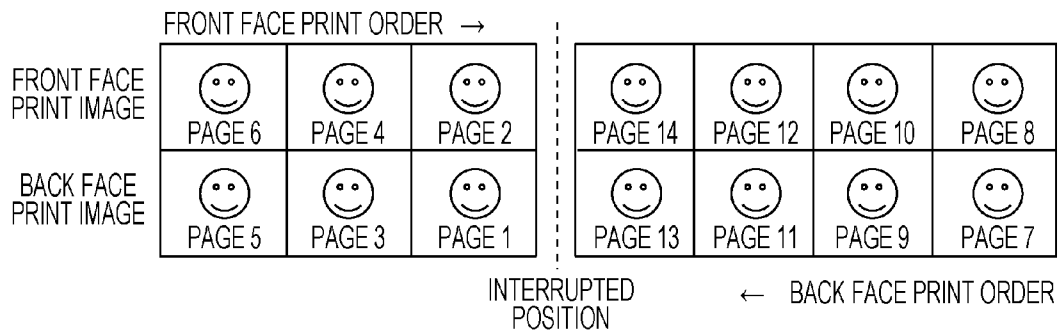 FRONT FACE PRINT ORDER →
FRONT FACE
PRINT IMAGE
PAGE 6 PAGE 4 PAGE 2 PAGE 14 PAGE 12 PAGE 10 PAGE 8
BACK FACE
PRINT IMAGE
PAGE 5 PAGE 3 PAGE 1 PAGE 13 PAGE 11 PAGE 9 PAGE 7
INTERRUPTED
POSITION
← BACK FACE PRINT ORDER